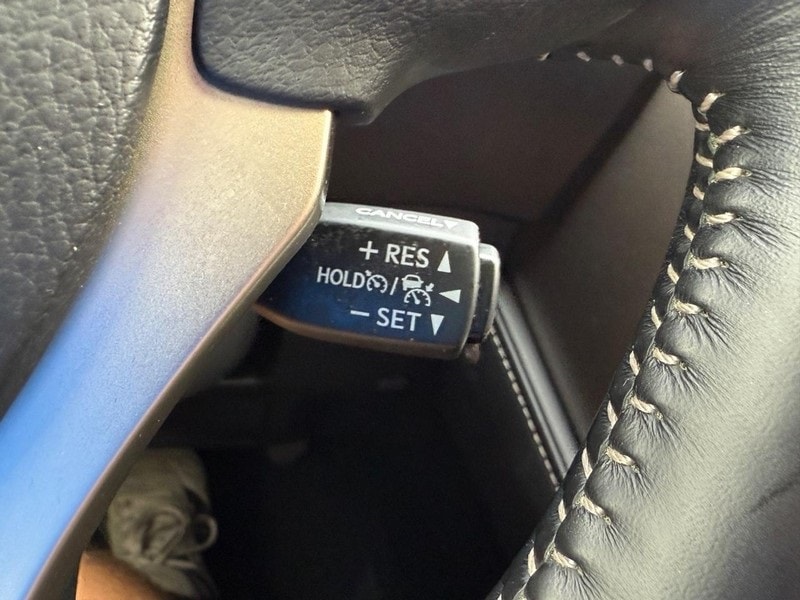 CANCEL
+ RES
HOLD /
− SET